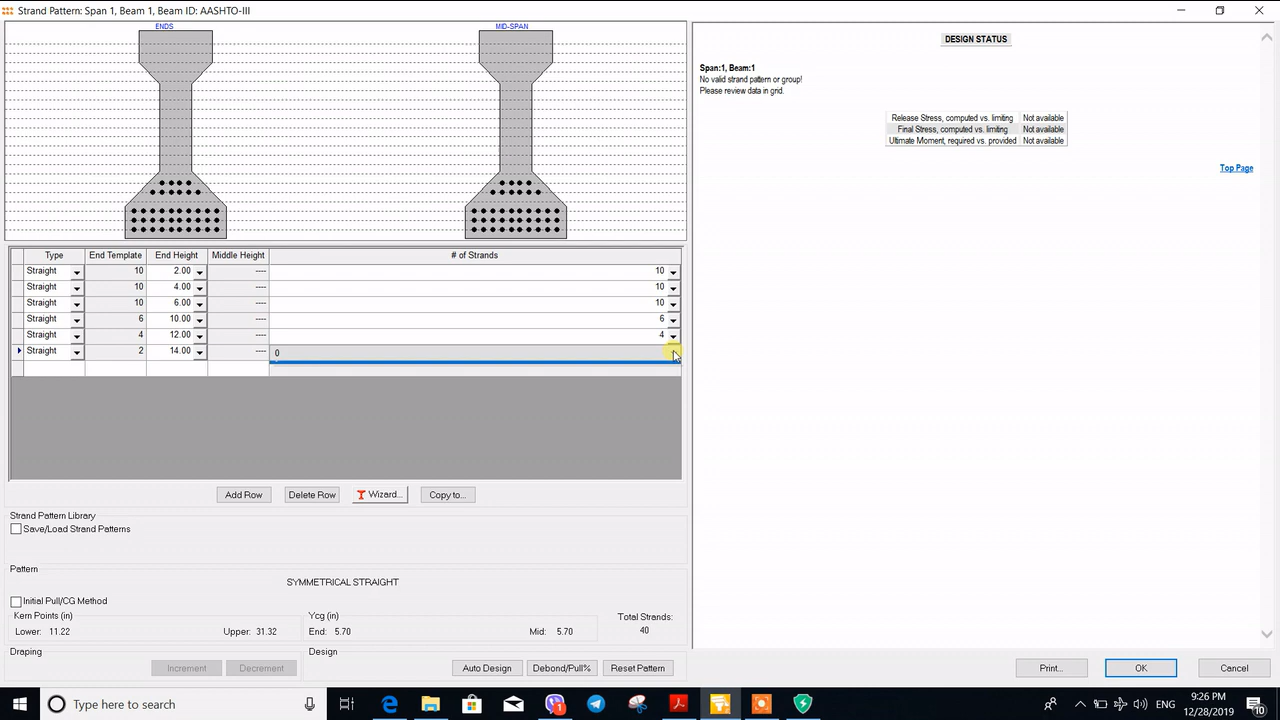 Strand Pattern: Span 1, Beam 1, Beam ID: AASHTO-III
ENDS
MID-SPAN
Type End Template End Height Middle Height # of Strands
Straight 10 2.00 ---- 10
Straight 10 4.00 ---- 10
Straight 10 6.00 ---- 10
Straight 6 10.00 ---- 6
Straight 4 12.00 ---- 4
Straight 2 14.00 ---- 0
Add Row Delete Row Wizard... Copy to...
Strand Pattern Library
Save/Load Strand Patterns
Pattern
SYMMETRICAL STRAIGHT
Initial Pull/CG Method
Kern Points (in) Ycg (in) Total Strands:
Lower: 11.22 Upper: 31.32 End: 5.70 Mid: 5.70 40
Draping Design
Increment Decrement Auto Design Debond/Pull% Reset Pattern
DESIGN STATUS
Span:1, Beam:1
No valid strand pattern or group!
Please review data in grid.
Release Stress, computed vs. limiting Not available
Final Stress, computed vs. limiting Not available
Ultimate Moment, required vs. provided Not available
Top Page
Print... OK Cancel
Type here to search
ENG
9:26 PM
12/28/2019